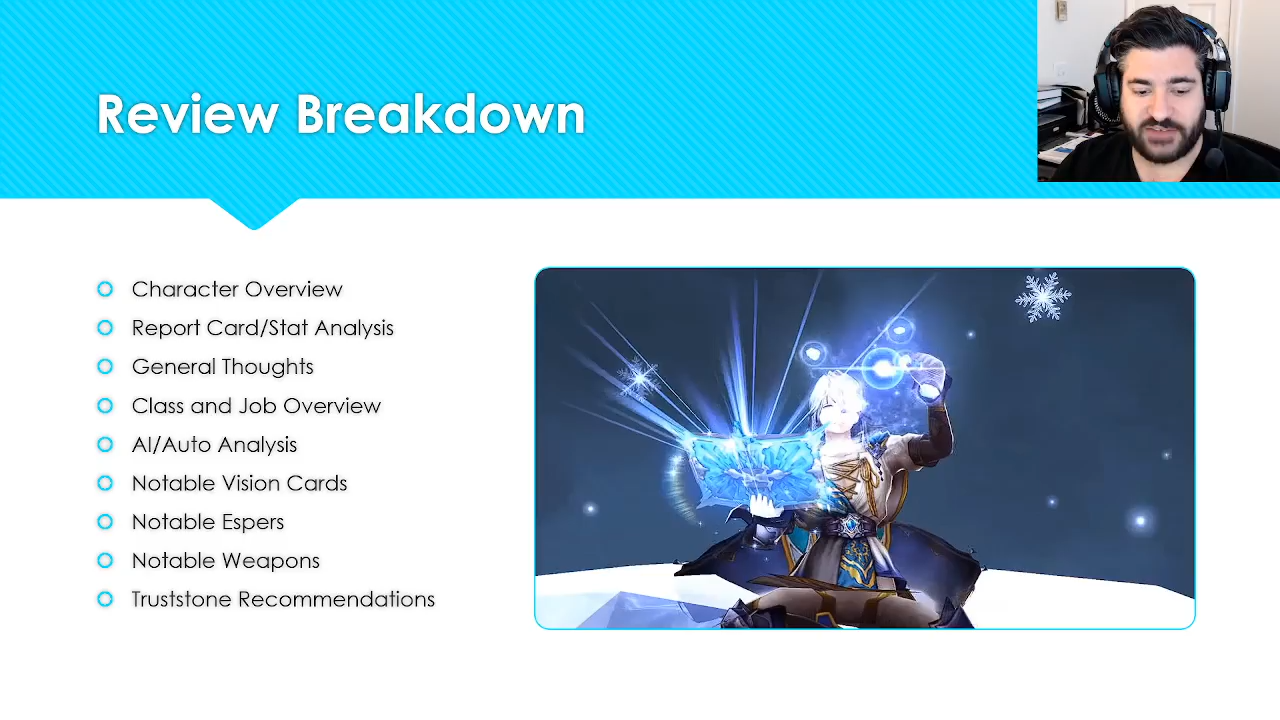 Review Breakdown
Character Overview
Report Card/Stat Analysis
General Thoughts
Class and Job Overview
AI/Auto Analysis
Notable Vision Cards
Notable Espers
Notable Weapons
Truststone Recommendations